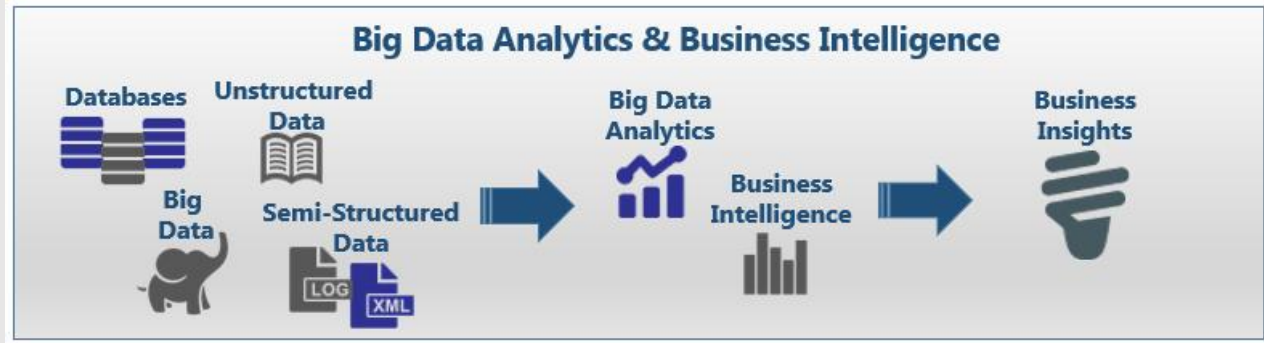 Big Data Analytics & Business Intelligence
Databases
Unstructured
Data
Big
Data
Semi-Structured
Data
LOG
XML
Big Data
Analytics
Business
Intelligence
Business
Insights